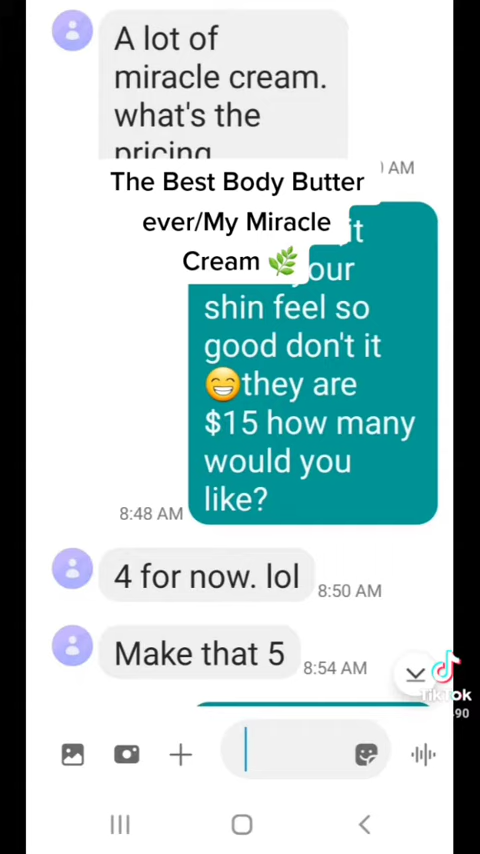 A lot of
miracle cream.
what's the
pricing
AM
The Best Body Butter
ever/My Miracle
Cream 🌿
it
our
shin feel so
good don't it
😁they are
$15 how many
would you
like?
8:48 AM
4 for now. lol
8:50 AM
Make that 5
8:54 AM
TikTok
90